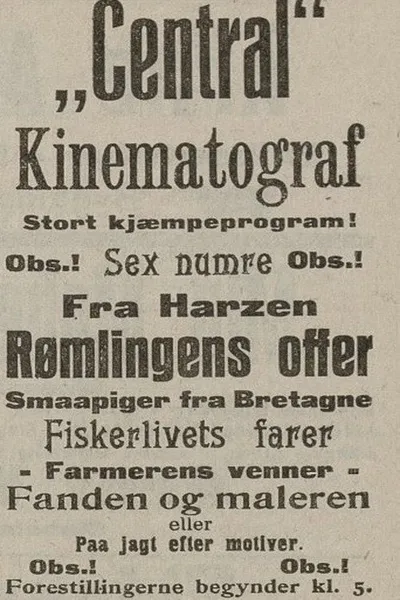 „Central“
Kinematograf
Stort kjæmpeprogram!
Obs.! Sex numre Obs.!
Fra Harzen
Rømlingens offer
Smaapiger fra Bretagne
Fiskerlivets farer
- Farmerens venner -
Fanden og maleren
eller
Paa jagt efter motiver.
Obs.! Obs.!
Forestillingerne begynder kl. 5.